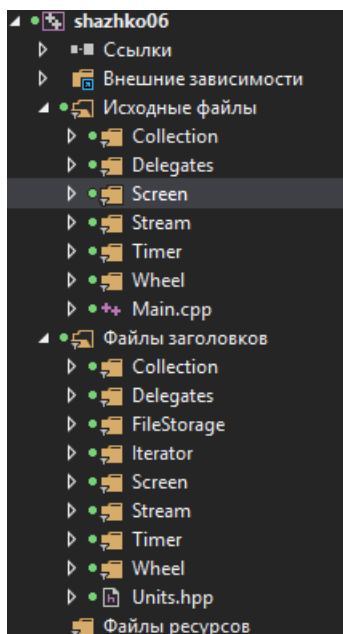 shazhko06
Ссылки
Внешние зависимости
Исходные файлы
Collection
Delegates
Screen
Stream
Timer
Wheel
Main.cpp
Файлы заголовков
Collection
Delegates
FileStorage
Iterator
Screen
Stream
Timer
Wheel
Units.hpp
Файлы ресурсов